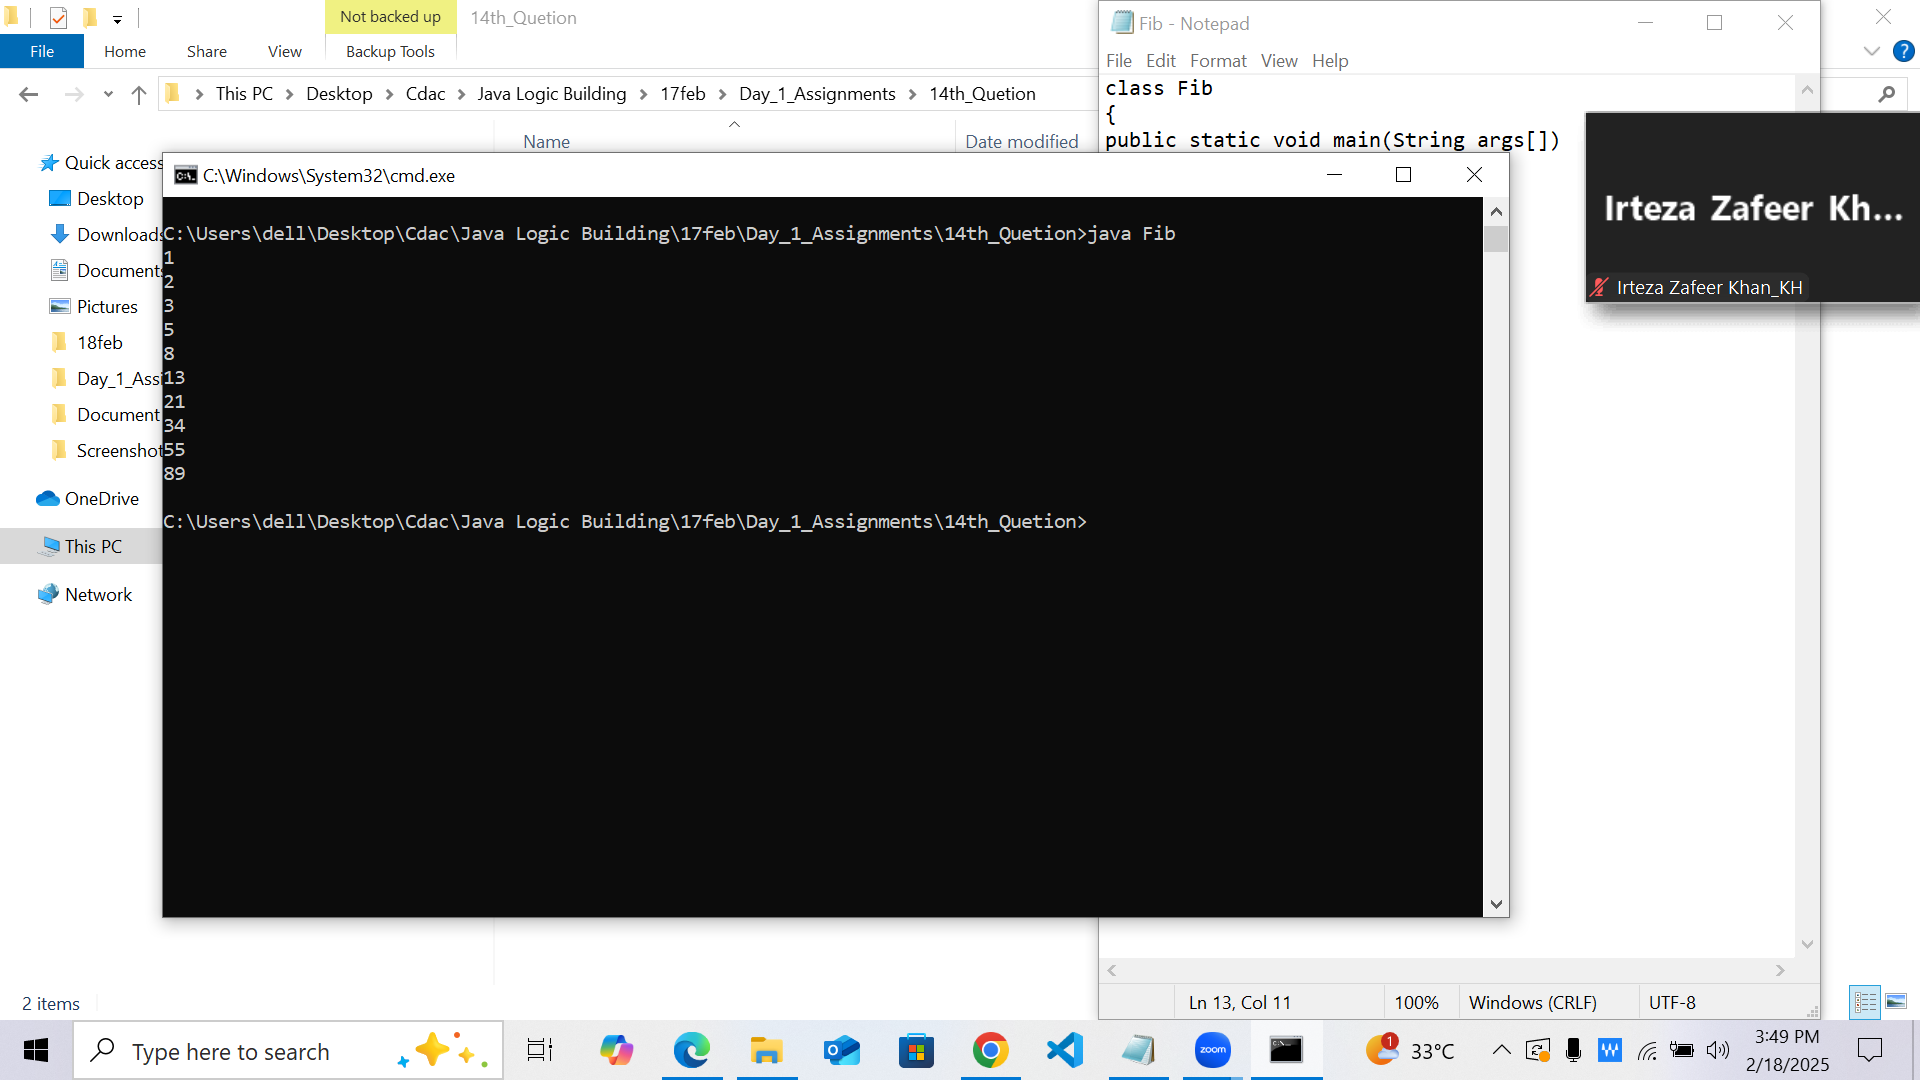 Not backed up
14th_Quetion
File
Home
Share
View
Backup Tools
This PC
Desktop
Cdac
Java Logic Building
17feb
Day_1_Assignments
14th_Quetion
Name
Date modified
Quick access
Desktop
Downloads
Documents
Pictures
18feb
Day_1_Assi
Document
Screenshot
OneDrive
This PC
Network
2 items
Fib - Notepad
File Edit Format View Help
class Fib
{
public static void main(String args[])
Ln 13, Col 11
100%
Windows (CRLF)
UTF-8
C:\Windows\System32\cmd.exe
C:\Users\dell\Desktop\Cdac\Java Logic Building\17feb\Day_1_Assignments\14th_Quetion>java Fib
1
2
3
5
8
13
21
34
55
89
C:\Users\dell\Desktop\Cdac\Java Logic Building\17feb\Day_1_Assignments\14th_Quetion>
Irteza Zafeer Kh...
Irteza Zafeer Khan_KH
Type here to search
zoom
1
33°C
3:49 PM
2/18/2025